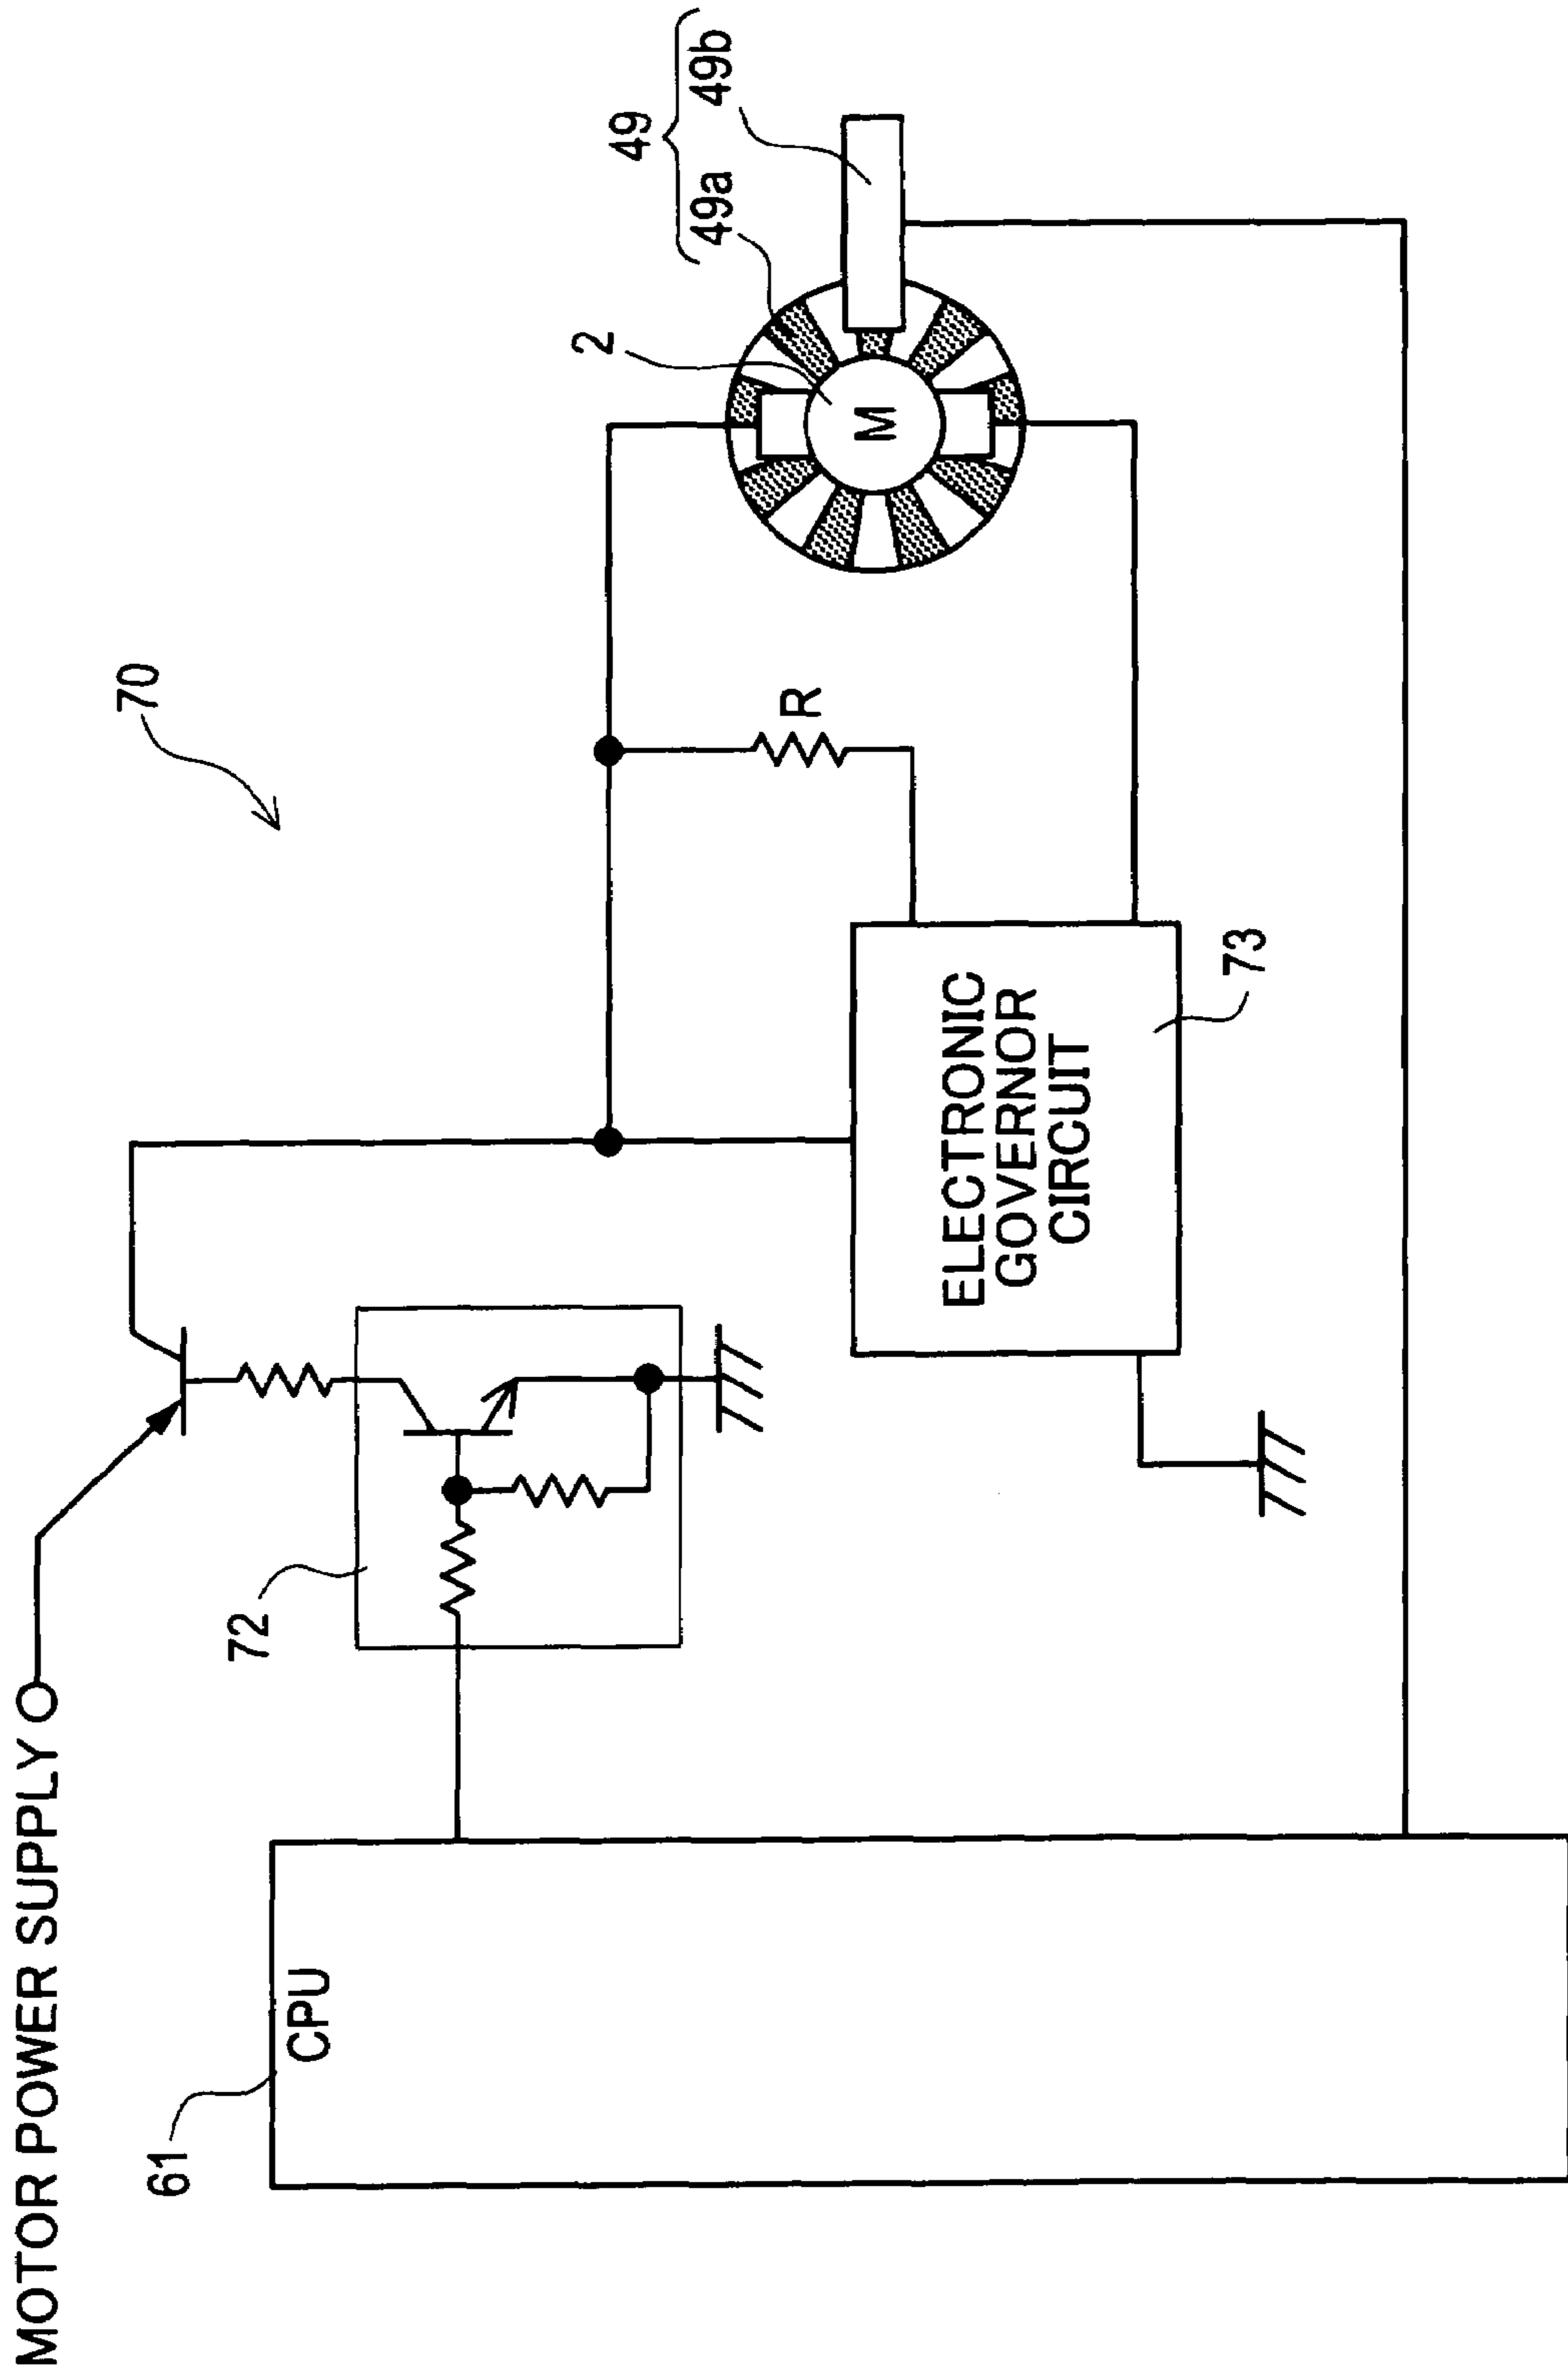 MOTOR POWER SUPPLY
70
72
61
CPU
ELECTRONIC
GOVERNOR
CIRCUIT
73
R
2
M
49
49a
49b